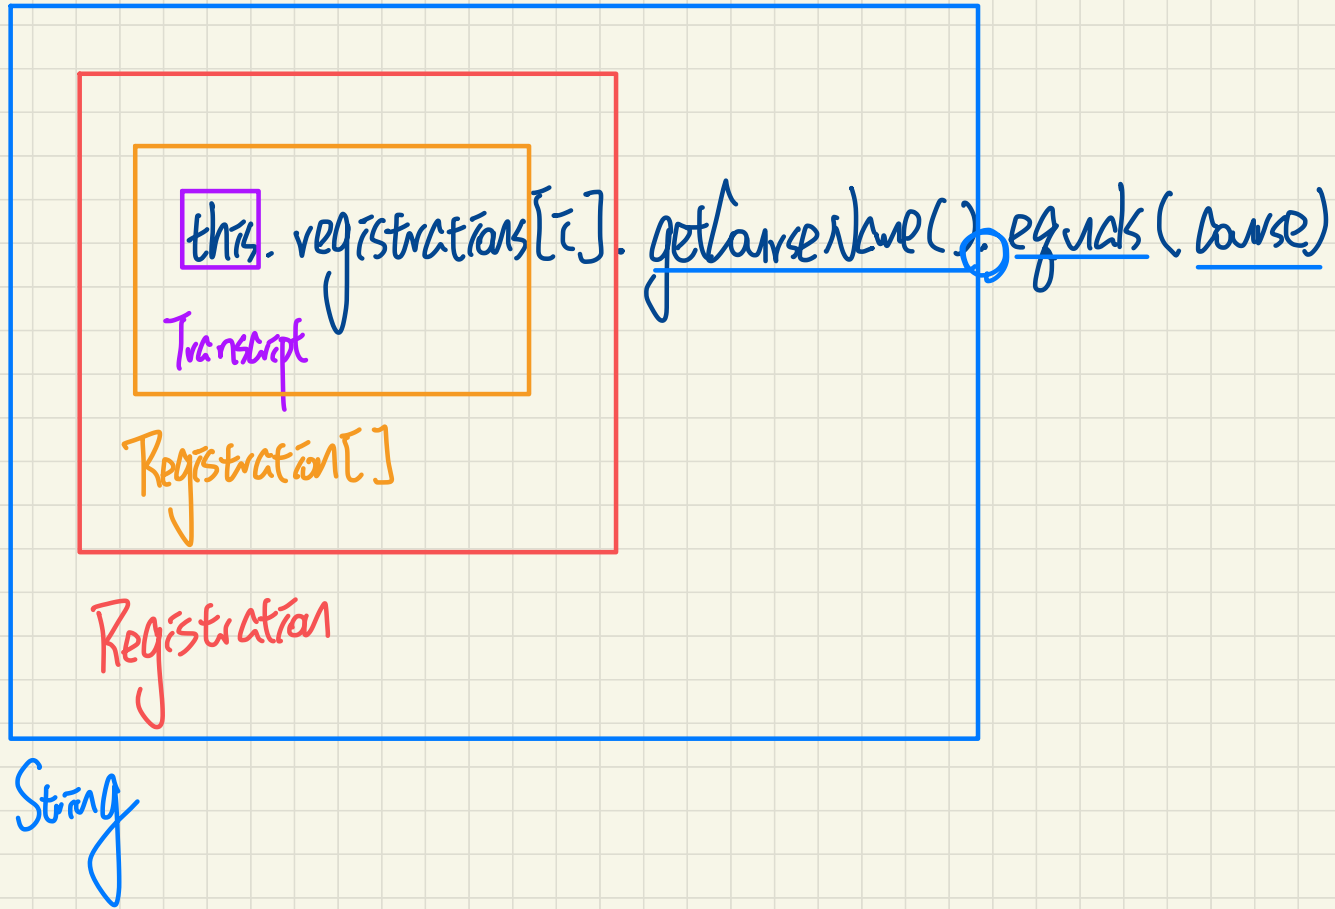 this.registrations[i].getCourseName().equals(course)
Transcript
Registration[]
Registration
String